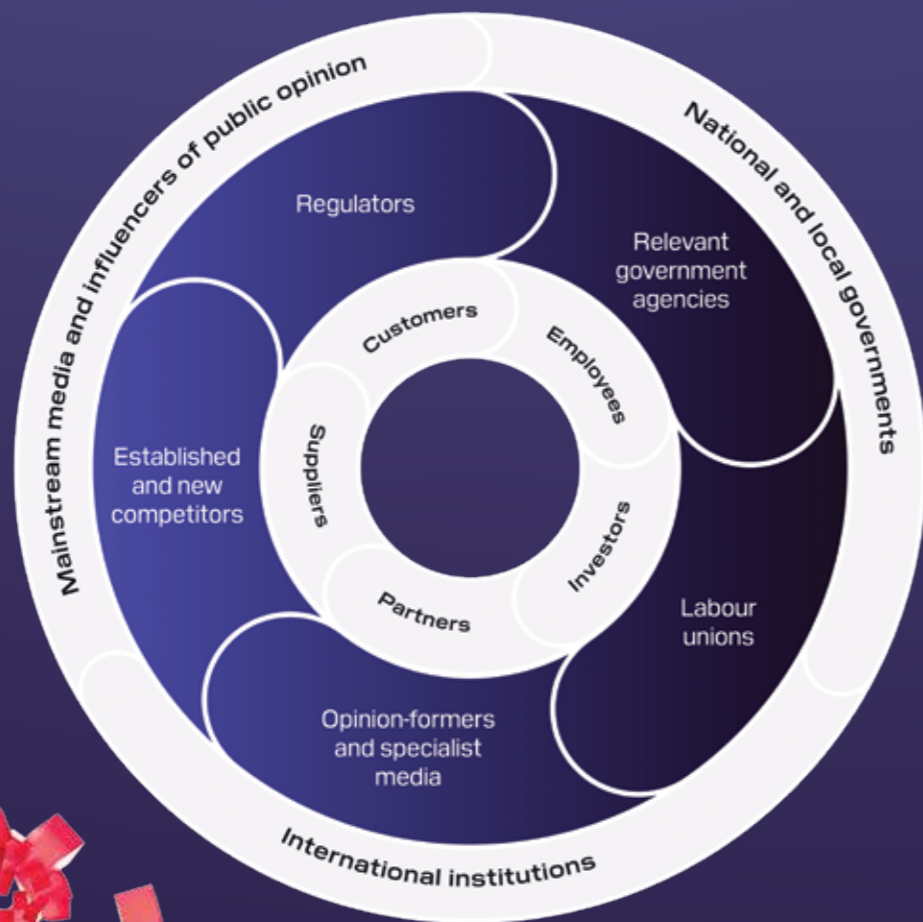 Mainstream media and influencers of public opinion
National and local governments
International institutions
Regulators
Relevant
government
agencies
Labour
unions
Opinion-formers
and specialist
media
Established
and new
competitors
Customers
Employees
Investors
Partners
Suppliers